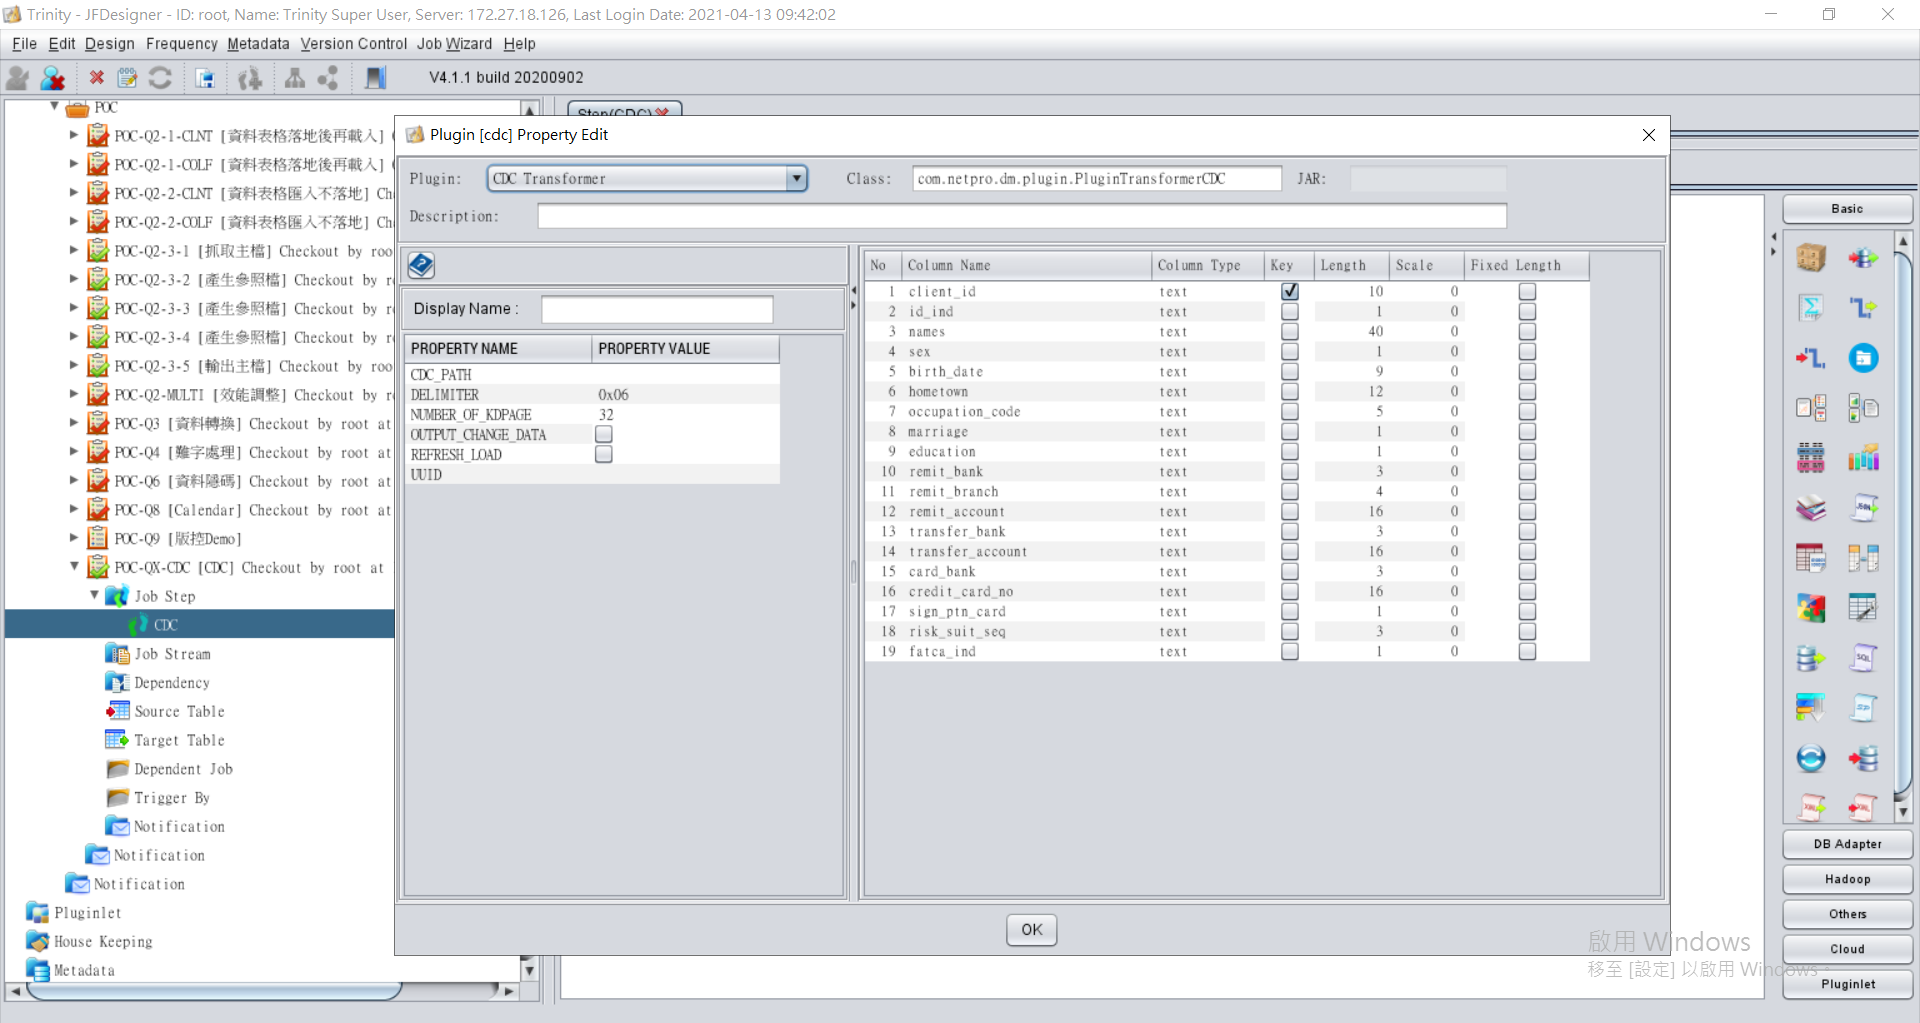 Trinity - JFDesigner - ID: root, Name: Trinity Super User, Server: 172.27.18.126, Last Login Date: 2021-04-13 09:42:02
File Edit Design Frequency Metadata Version Control Job Wizard Help
V4.1.1 build 20200902
POC
POC-Q2-1-CLNT [資料表格落地後再載入]
POC-Q2-1-COLF [資料表格落地後再載入]
POC-Q2-2-CLNT [資料表格匯入不落地] Ch
POC-Q2-2-COLF [資料表格匯入不落地] Ch
POC-Q2-3-1 [抓取主檔] Checkout by roo
POC-Q2-3-2 [產生參照檔] Checkout by r
POC-Q2-3-3 [產生參照檔] Checkout by r
POC-Q2-3-4 [產生參照檔] Checkout by r
POC-Q2-3-5 [輸出主檔] Checkout by roo
POC-Q2-MULTI [效能調整] Checkout by r
POC-Q3 [資料轉換] Checkout by root at
POC-Q4 [難字處理] Checkout by root at
POC-Q6 [資料隱碼] Checkout by root at
POC-Q8 [Calendar] Checkout by root at
POC-Q9 [版控Demo]
POC-QX-CDC [CDC] Checkout by root at
Job Step
CDC
Job Stream
Dependency
Source Table
Target Table
Dependent Job
Trigger By
Notification
Notification
Notification
Pluginlet
House Keeping
Metadata
Step(CDC)
Plugin [cdc] Property Edit
Plugin: CDC Transformer Class: com.netpro.dm.plugin.PluginTransformerCDC JAR:
Description:
Display Name :
PROPERTY NAME PROPERTY VALUE
CDC_PATH
DELIMITER 0x06
NUMBER_OF_KDPAGE 32
OUTPUT_CHANGE_DATA
REFRESH_LOAD
UUID
No Column Name Column Type Key Length Scale Fixed Length
1 client_id text 10 0
2 id_ind text 1 0
3 names text 40 0
4 sex text 1 0
5 birth_date text 9 0
6 hometown text 12 0
7 occupation_code text 5 0
8 marriage text 1 0
9 education text 1 0
10 remit_bank text 3 0
11 remit_branch text 4 0
12 remit_account text 16 0
13 transfer_bank text 3 0
14 transfer_account text 16 0
15 card_bank text 3 0
16 credit_card_no text 16 0
17 sign_ptn_card text 1 0
18 risk_suit_seq text 3 0
19 fatca_ind text 1 0
OK
Basic
DB Adapter
Hadoop
Others
Cloud
Pluginlet
啟用 Windows
移至 [設定] 以啟用 Windows。